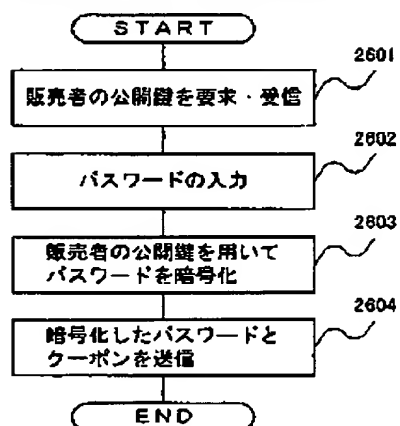 START
2601
販売者の公開鍵を要求・受信
2602
パスワードの入力
2603
販売者の公開鍵を用いて
パスワードを暗号化
2604
暗号化したパスワードと
クーポンを送信
END